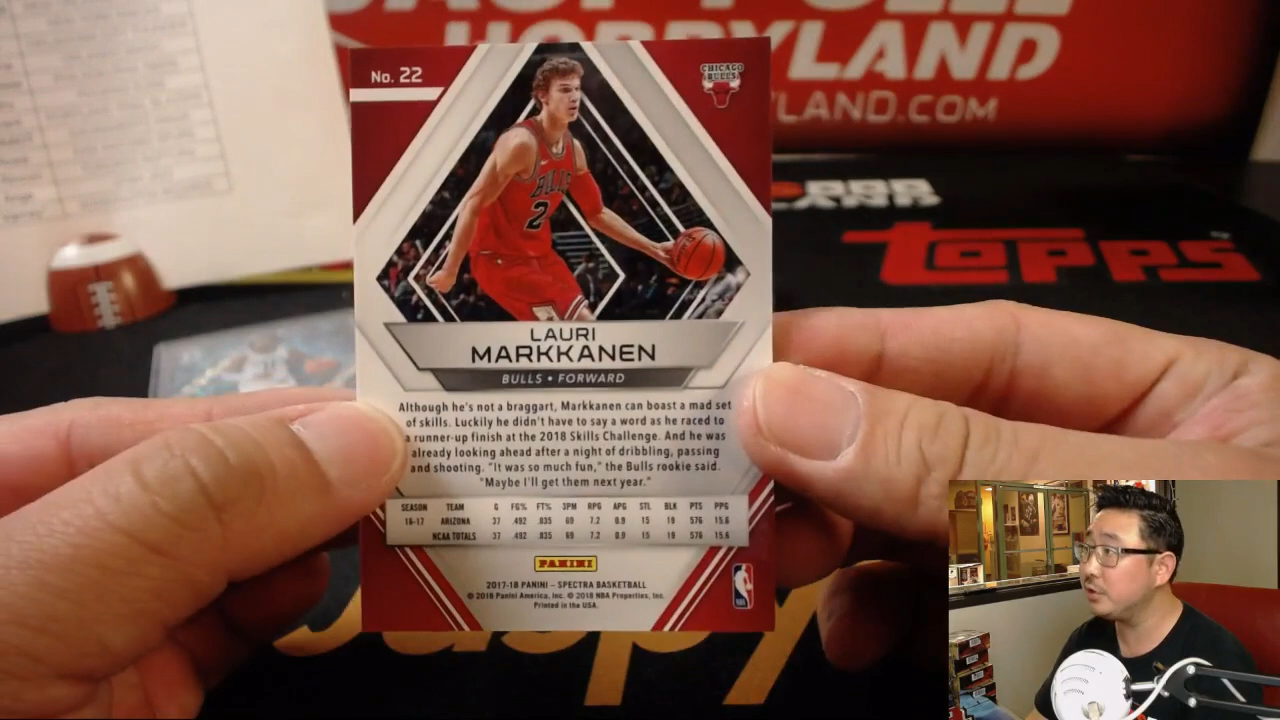 HOBBYLAND
LAND.COM
TOPPS
No. 22
CHICAGO
BULLS
BULLS
2
LAURI
MARKKANEN
BULLS • FORWARD
Although he's not a braggart, Markkanen can boast a mad set
of skills. Luckily he didn't have to say a word as he raced to
a runner-up finish at the 2018 Skills Challenge. And he was
already looking ahead after a night of dribbling, passing
and shooting. "It was so much fun," the Bulls rookie said.
"Maybe I'll get them next year."
SEASON TEAM G FG% FT% 3PM RPG APG STL BLK PTS PPG
16-17 ARIZONA 37 .492 .835 69 7.2 0.9 15 19 576 15.6
NCAA TOTALS 37 .492 .835 69 7.2 0.9 15 19 576 15.6
PANINI
2017-18 PANINI – SPECTRA BASKETBALL
© 2018 Panini America, Inc. © 2018 NBA Properties, Inc.
Printed in the USA.
Jaspy